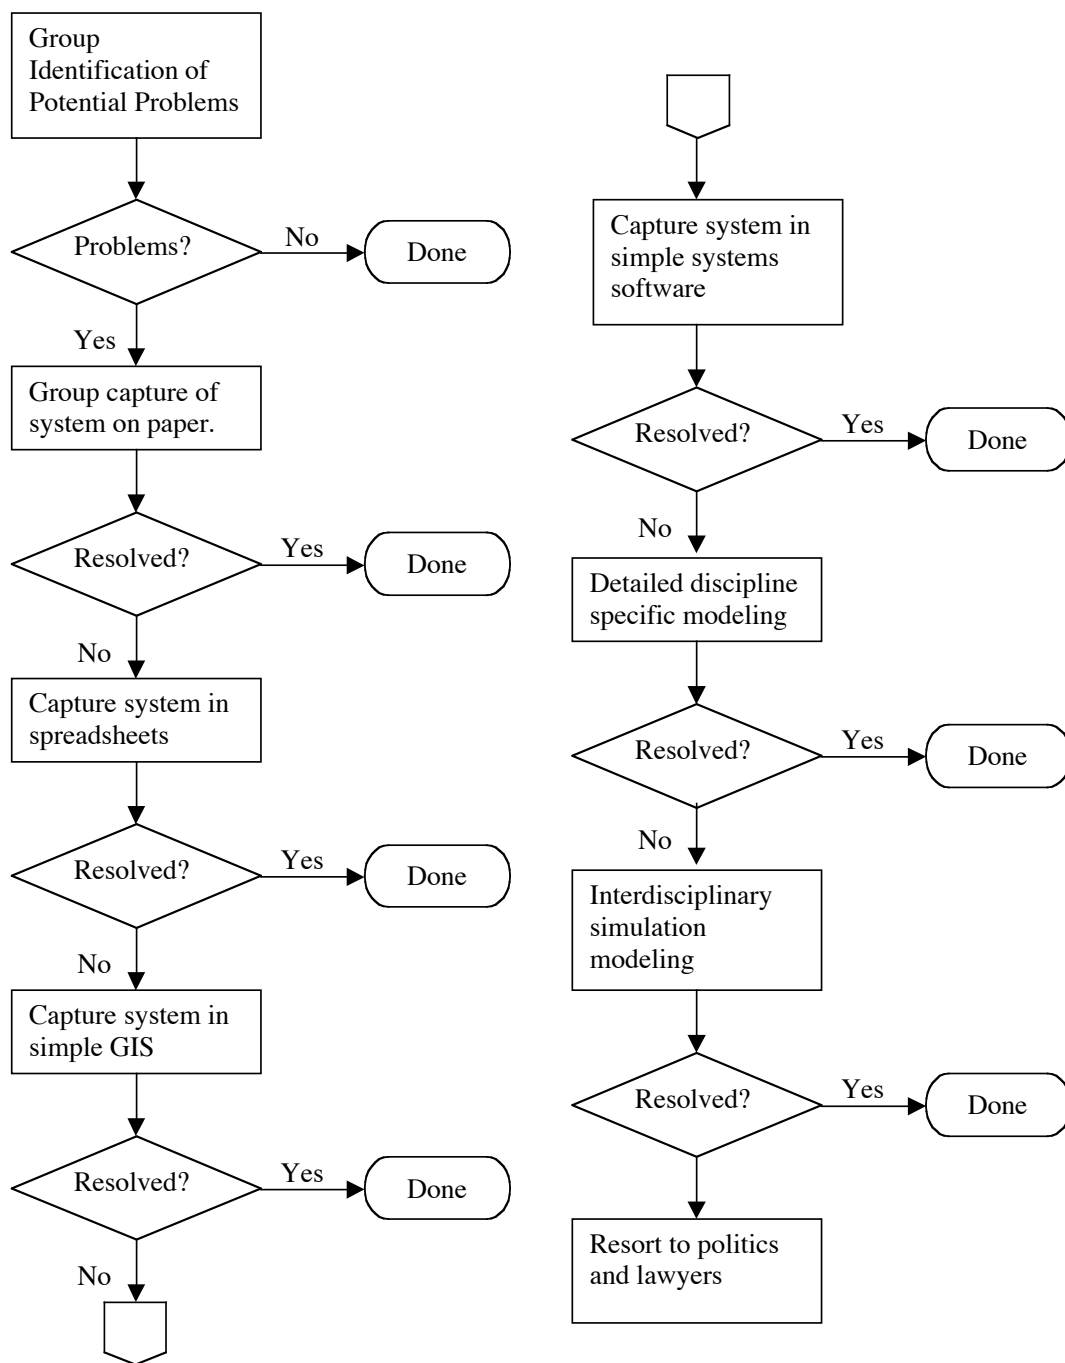 Group
Identification of
Potential Problems
Problems?
No
Done
Yes
Group capture of
system on paper.
Resolved?
Yes
Done
No
Capture system in
spreadsheets
Resolved?
Yes
Done
No
Capture system in
simple GIS
Resolved?
Yes
Done
No
Capture system in
simple systems
software
Resolved?
Yes
Done
No
Detailed discipline
specific modeling
Resolved?
Yes
Done
No
Interdisciplinary
simulation
modeling
Resolved?
Yes
Done
Resort to politics
and lawyers